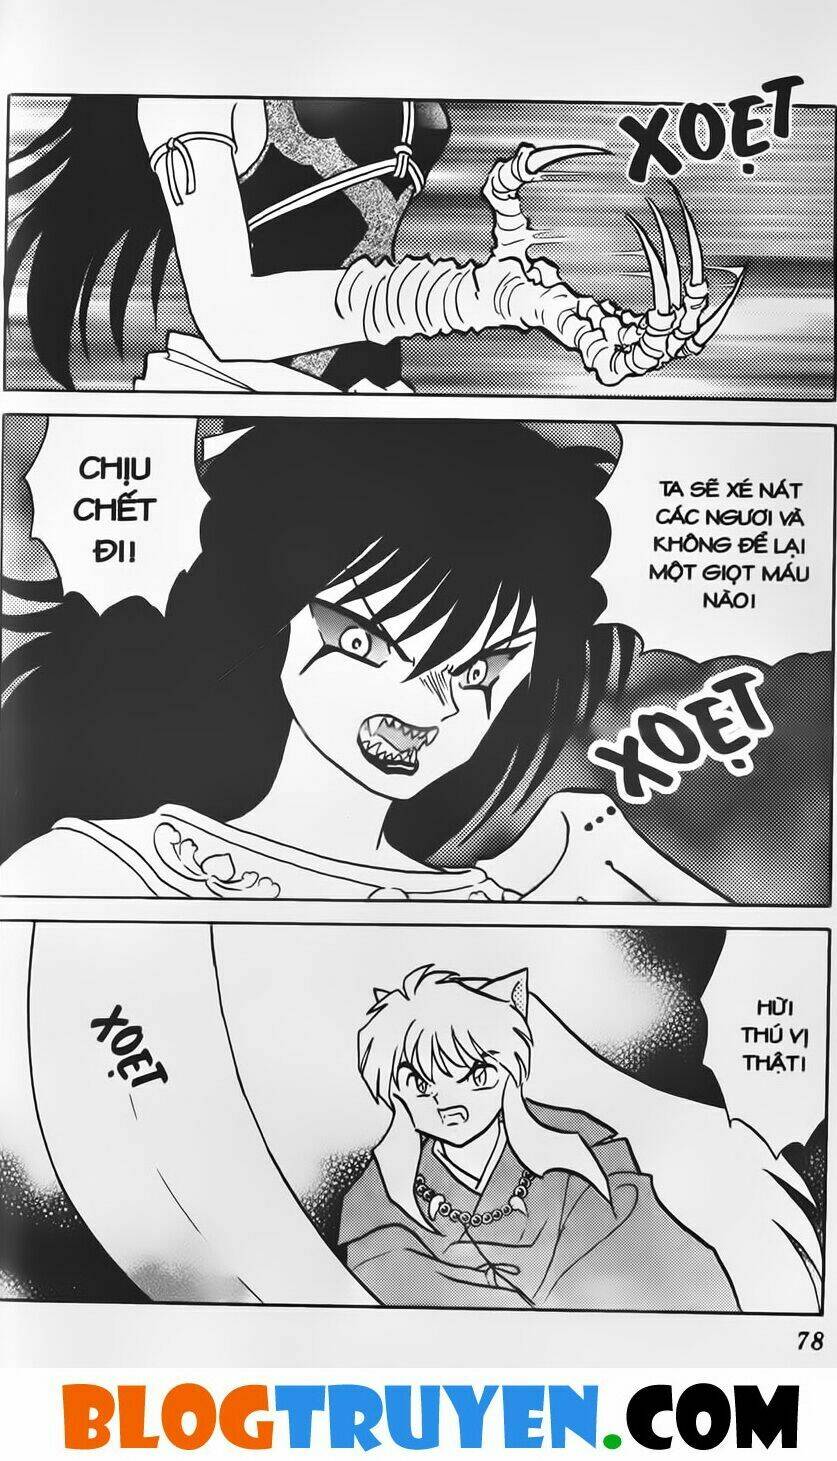 XOẸT
TA SẼ XÉ NÁT
CÁC NGƯƠI VÀ
KHÔNG ĐỂ LẠI
MỘT GIỌT MÁU
NÀO!
CHỊU
CHẾT
ĐI!
XOẸT
HỪ!
THÚ VỊ
THẬT!
XOẸT
78
BLOGTRUYEN.COM